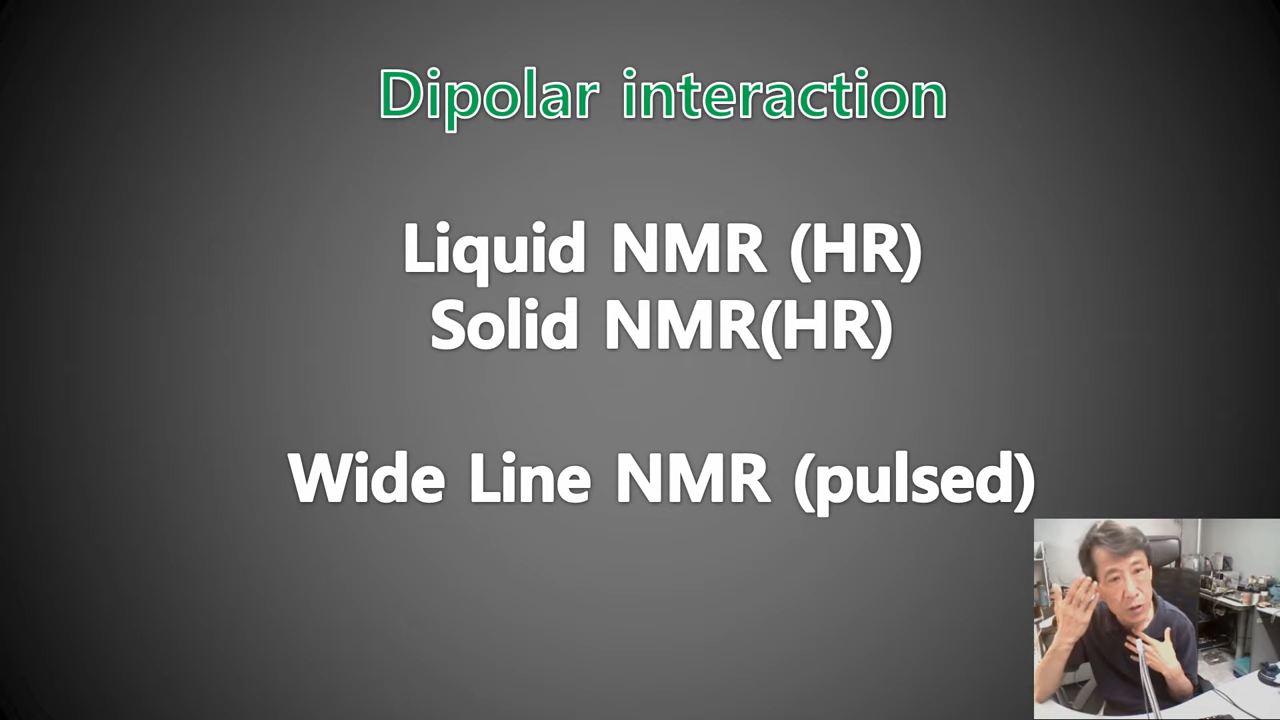 Dipolar interaction
Liquid NMR (HR)
Solid NMR(HR)
Wide Line NMR (pulsed)